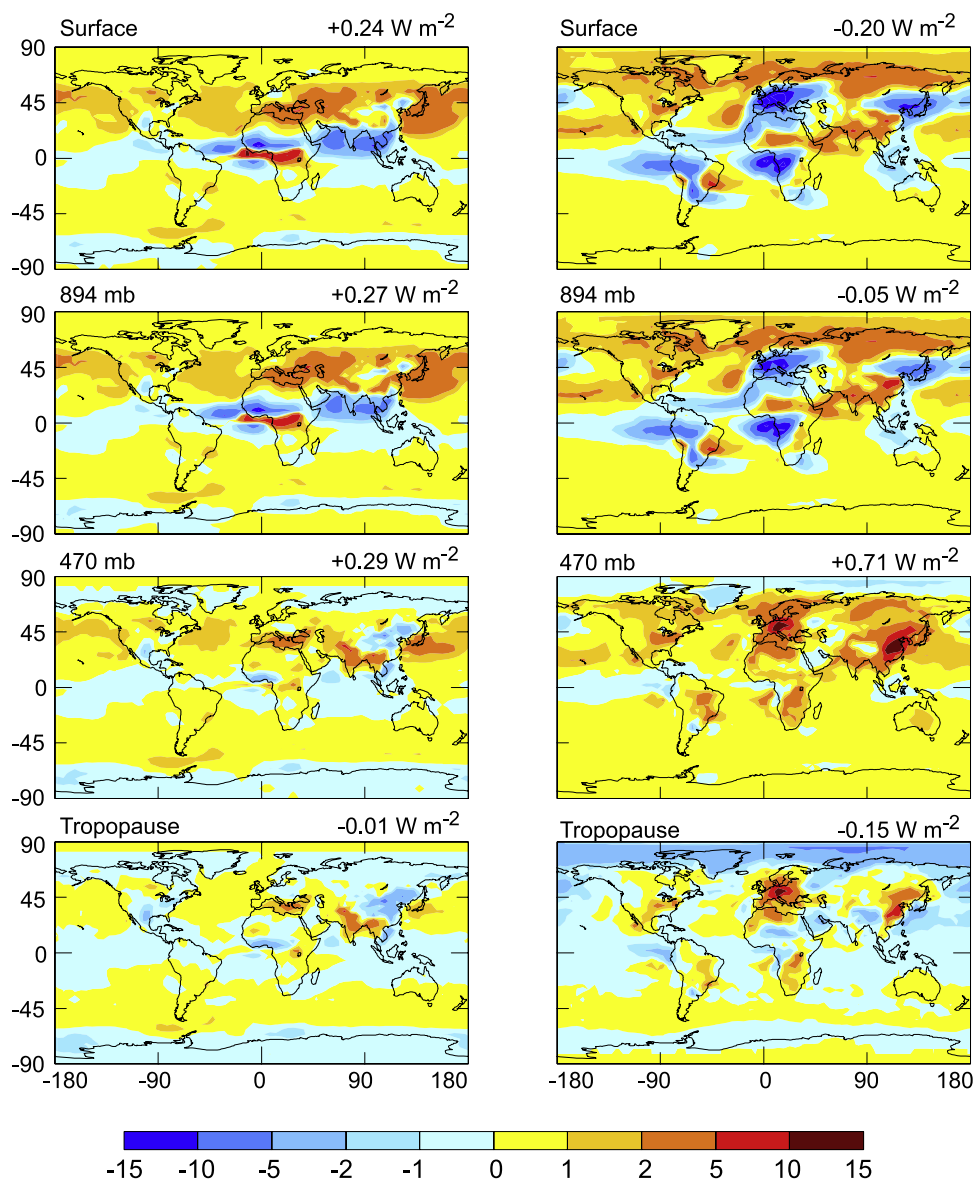 Surface +0.24 W m-2
Surface -0.20 W m-2
90
45
0
-45
-90
894 mb +0.27 W m-2
894 mb -0.05 W m-2
90
45
0
-45
-90
470 mb +0.29 W m-2
470 mb +0.71 W m-2
90
45
0
-45
-90
Tropopause -0.01 W m-2
Tropopause -0.15 W m-2
90
45
0
-45
-90
-180 -90 0 90 180
-180 -90 0 90 180
-15 -10 -5 -2 -1 0 1 2 5 10 15